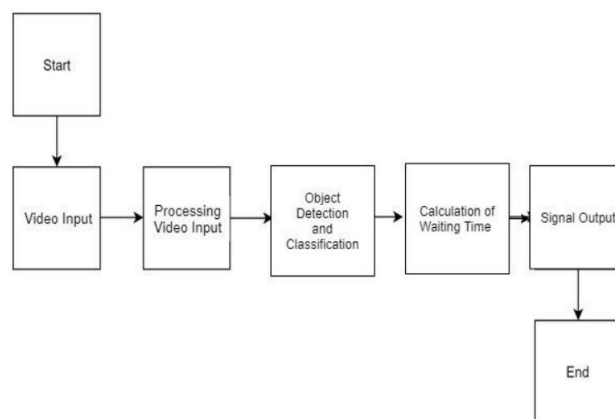 Start
Video Input
Processing
Video Input
Object
Detection
and
Classification
Calculation of
Waiting Time
Signal Output
End